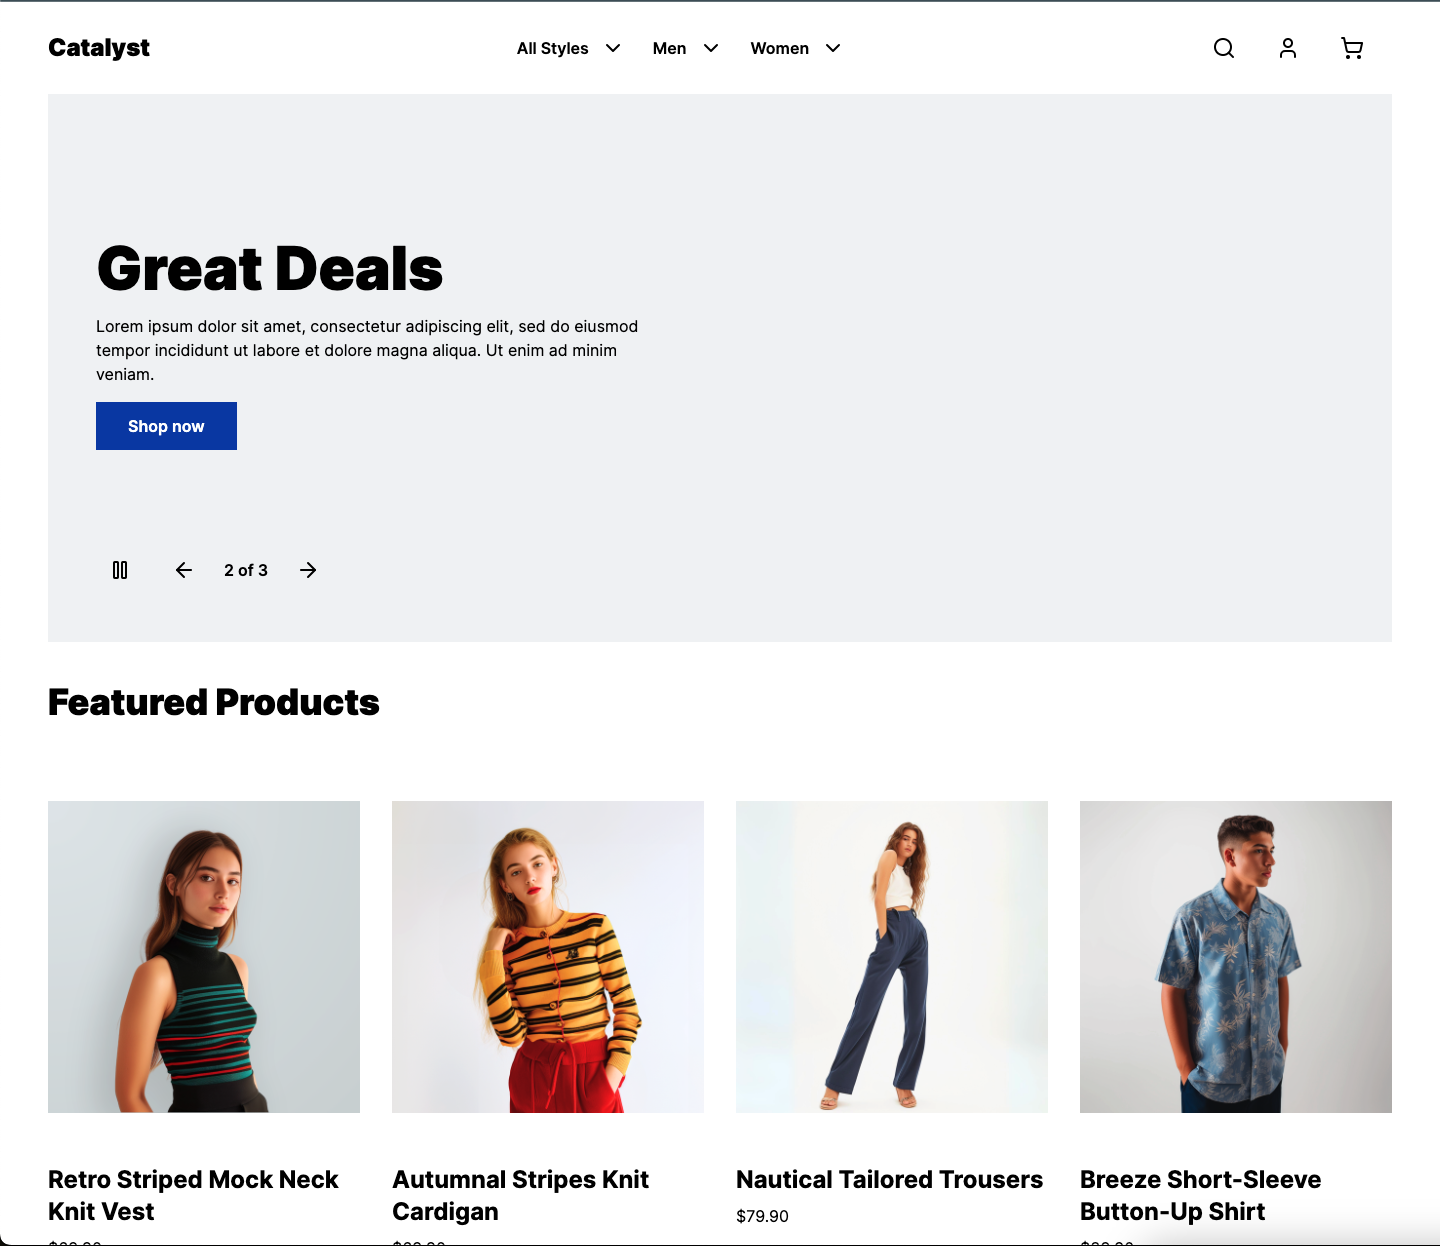 Catalyst
All Styles
Men
Women
Great Deals
Lorem ipsum dolor sit amet, consectetur adipiscing elit, sed do eiusmod
tempor incididunt ut labore et dolore magna aliqua. Ut enim ad minim
veniam.
Shop now
2 of 3
Featured Products
Retro Striped Mock Neck
Knit Vest
Autumnal Stripes Knit
Cardigan
Nautical Tailored Trousers
$79.90
Breeze Short-Sleeve
Button-Up Shirt